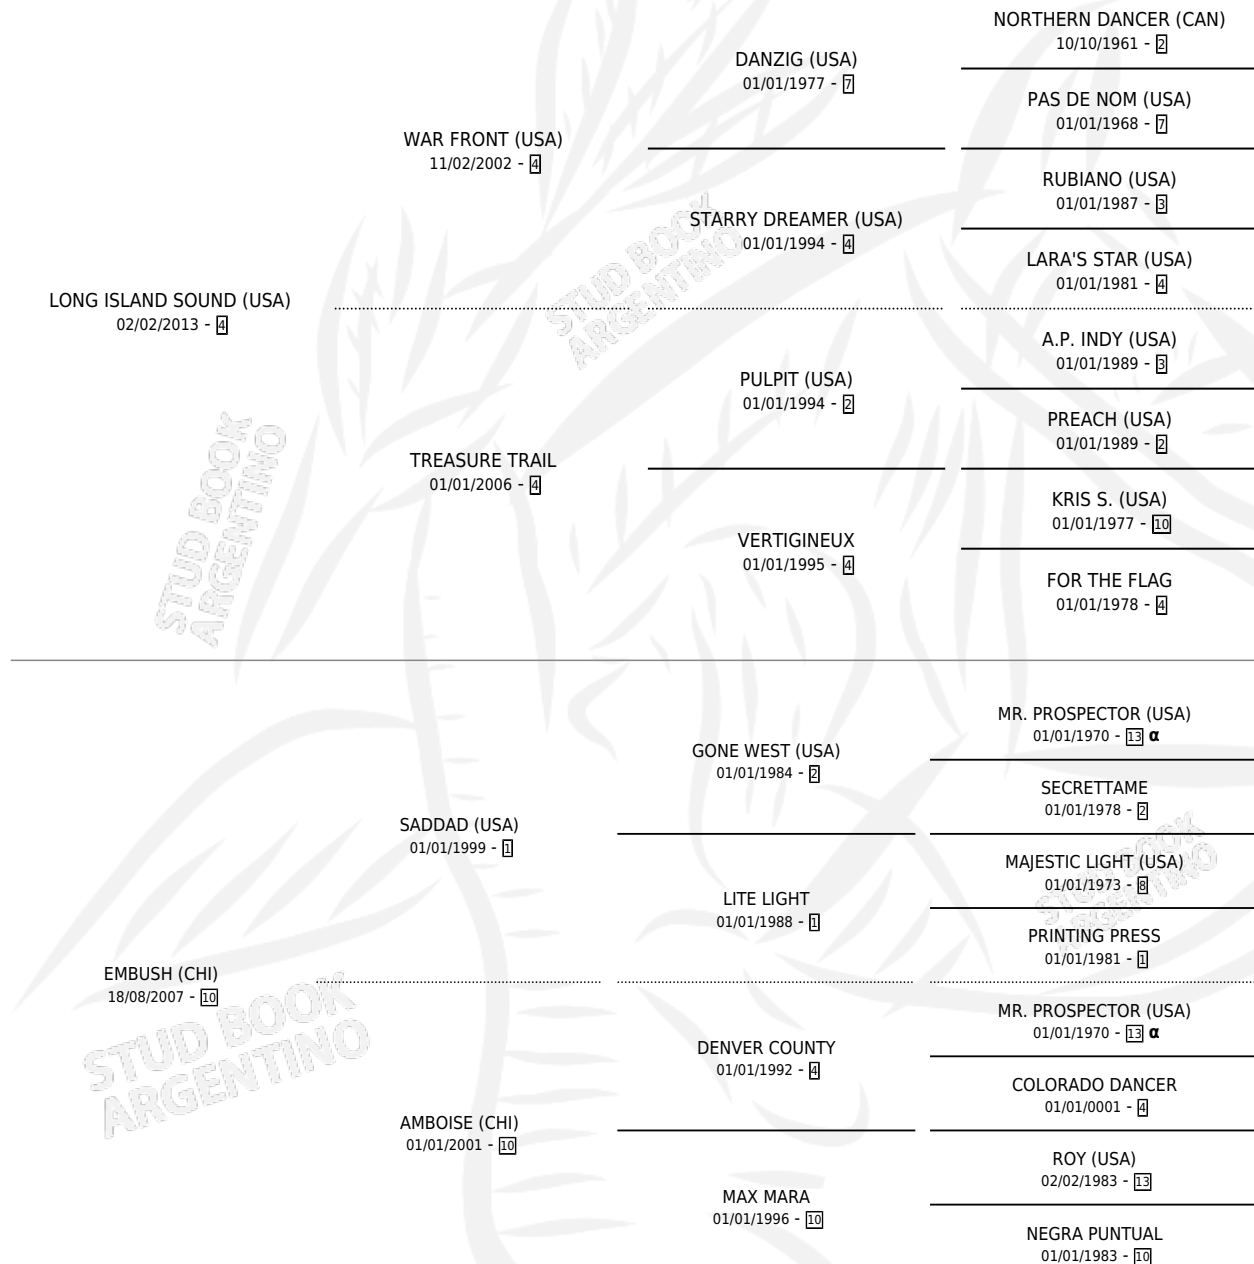 NORTHERN DANCER (CAN)
10/10/1961 - 2
DANZIG (USA)
01/01/1977 - 7
PAS DE NOM (USA)
01/01/1968 - 7
WAR FRONT (USA)
11/02/2002 - 4
RUBIANO (USA)
01/01/1987 - 3
STARRY DREAMER (USA)
01/01/1994 - 4
LARA'S STAR (USA)
01/01/1981 - 4
LONG ISLAND SOUND (USA)
02/02/2013 - 4
A.P. INDY (USA)
01/01/1989 - 3
PULPIT (USA)
01/01/1994 - 2
PREACH (USA)
01/01/1989 - 2
TREASURE TRAIL
01/01/2006 - 4
KRIS S. (USA)
01/01/1977 - 10
VERTIGINEUX
01/01/1995 - 4
FOR THE FLAG
01/01/1978 - 4
MR. PROSPECTOR (USA)
01/01/1970 - 13 α
GONE WEST (USA)
01/01/1984 - 2
SECRETTAME
01/01/1978 - 2
SADDAD (USA)
01/01/1999 - 1
MAJESTIC LIGHT (USA)
01/01/1973 - 8
LITE LIGHT
01/01/1988 - 1
PRINTING PRESS
01/01/1981 - 1
EMBUSH (CHI)
18/08/2007 - 10
MR. PROSPECTOR (USA)
01/01/1970 - 13 α
DENVER COUNTY
01/01/1992 - 4
COLORADO DANCER
01/01/0001 - 4
AMBOISE (CHI)
01/01/2001 - 10
ROY (USA)
02/02/1983 - 13
MAX MARA
01/01/1996 - 10
NEGRA PUNTUAL
01/01/1983 - 10
STUD BOOK
ARGENTINO
STUD BOOK
ARGENTINO
STUD BOOK
ARGENTINO
STUD BOOK
ARGENTINO